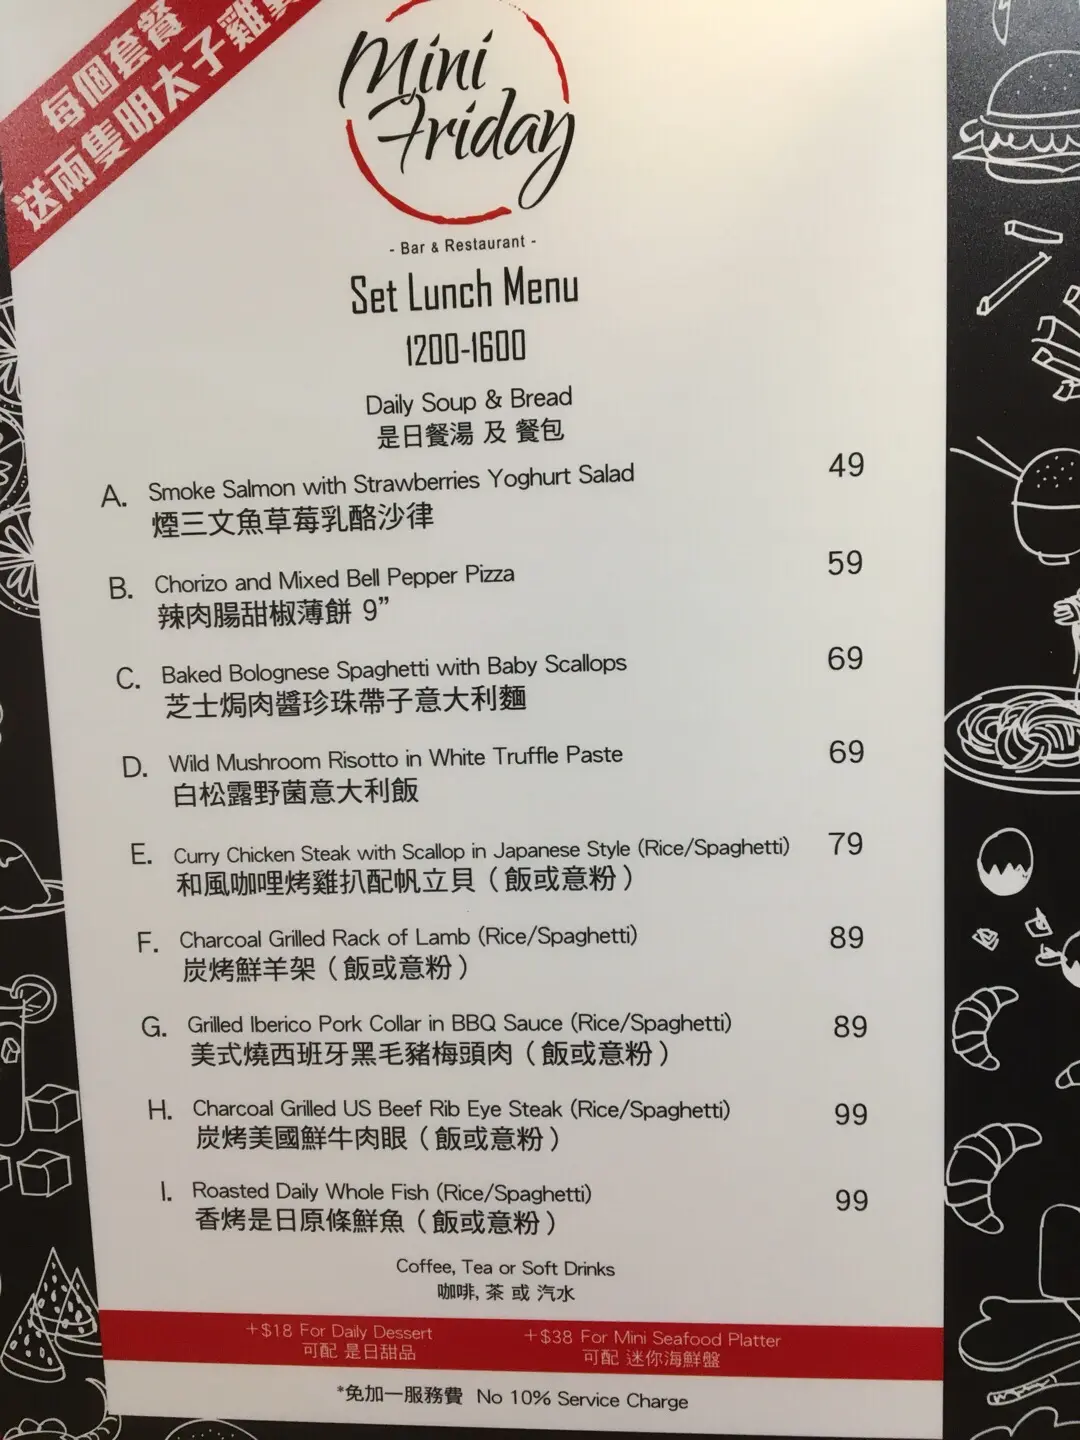 每個套餐
送兩隻明太子雞
Mini
Friday
- Bar & Restaurant -
Set Lunch Menu
1200-1600
Daily Soup & Bread
是日餐湯 及 餐包
A. Smoke Salmon with Strawberries Yoghurt Salad 49
煙三文魚草莓乳酪沙律
B. Chorizo and Mixed Bell Pepper Pizza 59
辣肉腸甜椒薄餅 9”
C. Baked Bolognese Spaghetti with Baby Scallops 69
芝士焗肉醬珍珠帶子意大利麵
D. Wild Mushroom Risotto in White Truffle Paste 69
白松露野菌意大利飯
E. Curry Chicken Steak with Scallop in Japanese Style (Rice/Spaghetti) 79
和風咖哩烤雞扒配帆立貝（飯或意粉）
F. Charcoal Grilled Rack of Lamb (Rice/Spaghetti) 89
炭烤鮮羊架（飯或意粉）
G. Grilled Iberico Pork Collar in BBQ Sauce (Rice/Spaghetti) 89
美式燒西班牙黑毛豬梅頭肉（飯或意粉）
H. Charcoal Grilled US Beef Rib Eye Steak (Rice/Spaghetti) 99
炭烤美國鮮牛肉眼（飯或意粉）
I. Roasted Daily Whole Fish (Rice/Spaghetti) 99
香烤是日原條鮮魚（飯或意粉）
Coffee, Tea or Soft Drinks
咖啡, 茶 或 汽水
+$18 For Daily Dessert
可配 是日甜品
+$38 For Mini Seafood Platter
可配 迷你海鮮盤
*免加一服務費 No 10% Service Charge